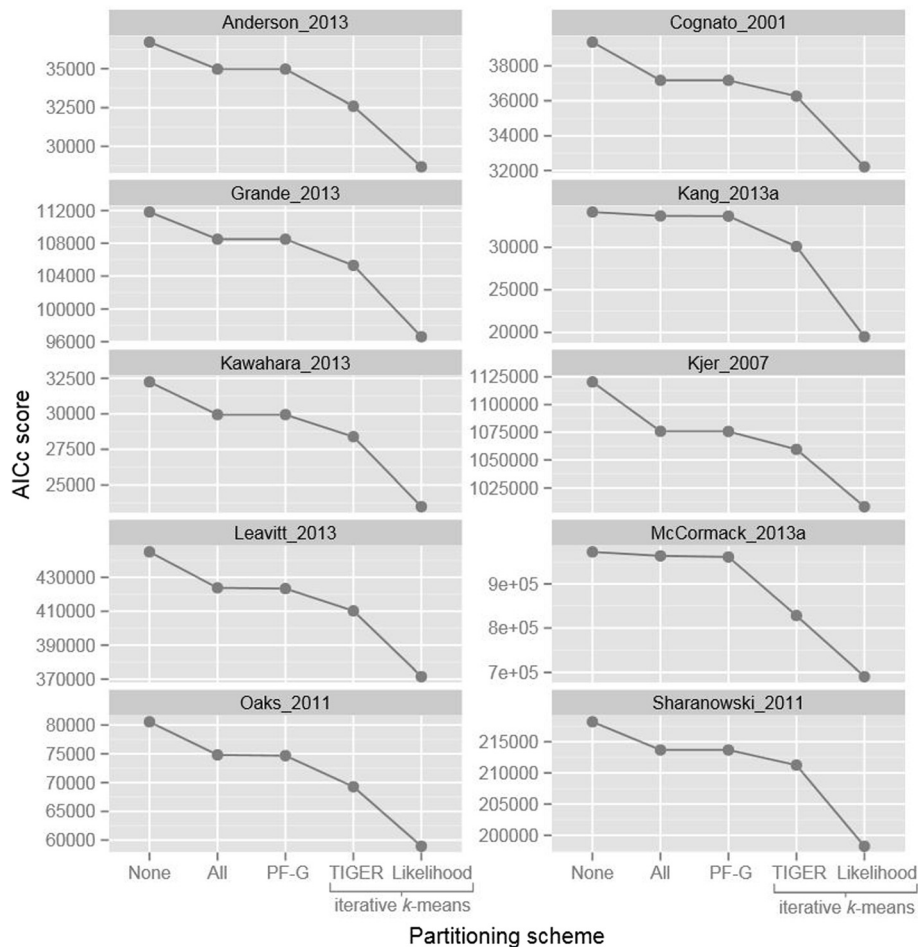 Anderson_2013
Cognato_2001
35000
32500
30000
38000
36000
34000
32000
Grande_2013
Kang_2013a
112000
108000
104000
100000
96000
30000
20000
Kawahara_2013
Kjer_2007
32500
30000
27500
25000
1125000
1100000
1075000
1050000
1025000
Leavitt_2013
McCormack_2013a
430000
410000
390000
370000
9e+05
8e+05
7e+05
Oaks_2011
Sharanowski_2011
80000
75000
70000
65000
60000
215000
210000
205000
200000
AICc score
None All PF-G TIGER Likelihood
iterative k-means
None All PF-G TIGER Likelihood
iterative k-means
Partitioning scheme